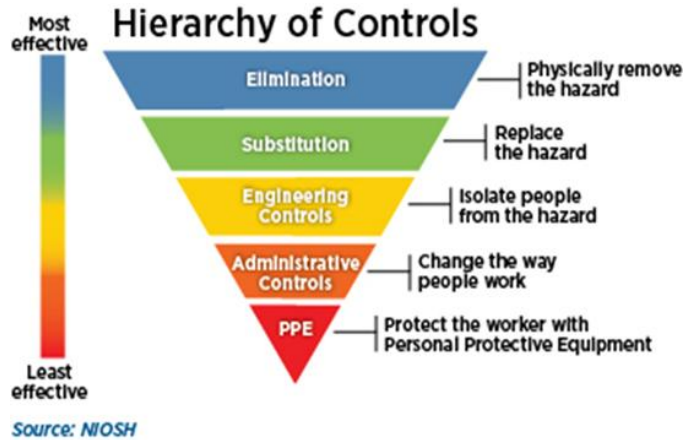 Hierarchy of Controls
Most
effective
Elimination
Physically remove
the hazard
Substitution
Replace
the hazard
Engineering
Controls
Isolate people
from the hazard
Administrative
Controls
Change the way
people work
PPE
Protect the worker with
Personal Protective Equipment
Least
effective
Source: NIOSH